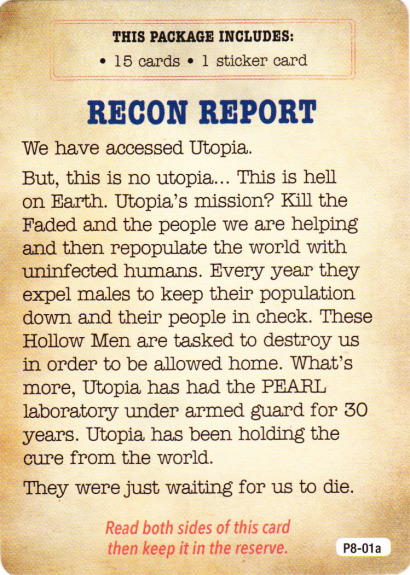 THIS PACKAGE INCLUDES:
• 15 cards • 1 sticker card
RECON REPORT
We have accessed Utopia.
But, this is no utopia... This is hell
on Earth. Utopia's mission? Kill the
Faded and the people we are helping
and then repopulate the world with
uninfected humans. Every year they
expel males to keep their population
down and their people in check. These
Hollow Men are tasked to destroy us
in order to be allowed home. What's
more, Utopia has had the PEARL
laboratory under armed guard for 30
years. Utopia has been holding the
cure from the world.
They were just waiting for us to die.
Read both sides of this card
then keep it in the reserve.
P8-01a